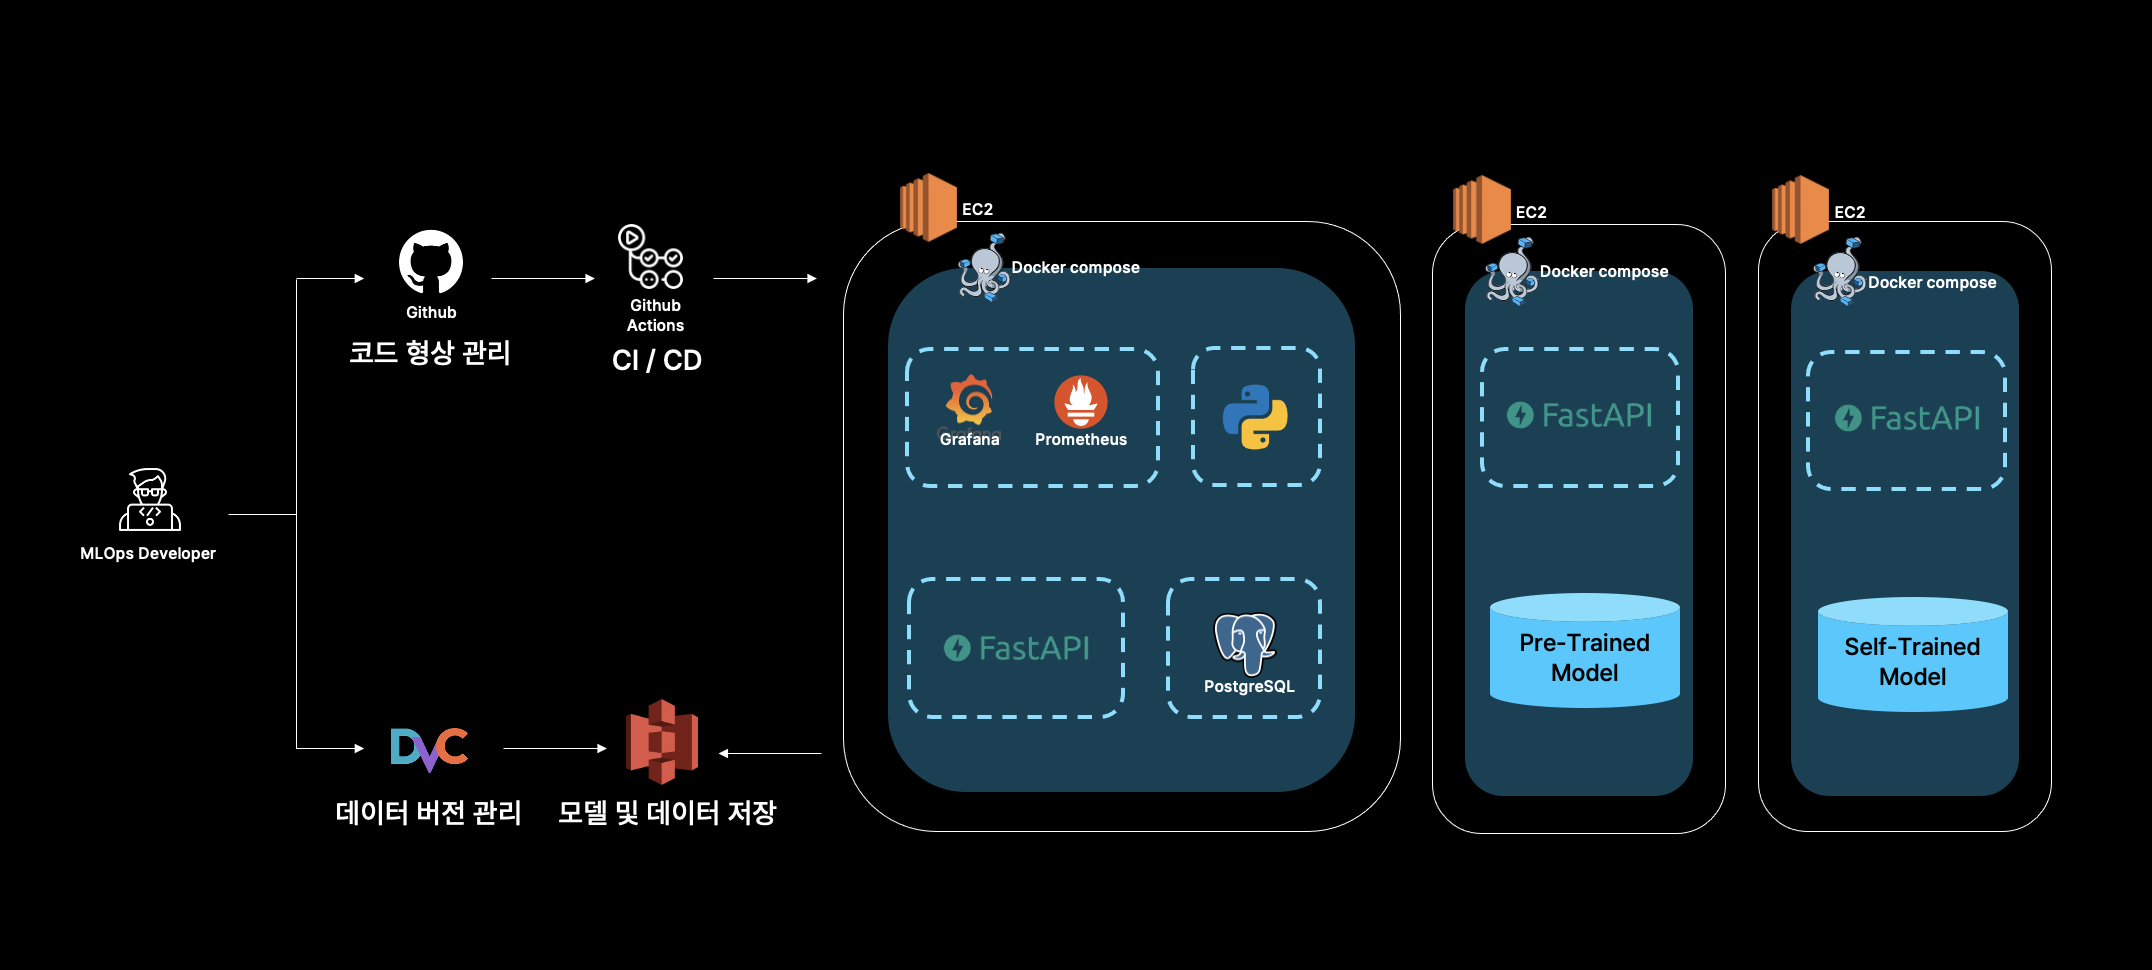 MLOps Developer
Github
코드 형상 관리
Github
Actions
CI / CD
DVC
데이터 버전 관리
모델 및 데이터 저장
EC2
Docker compose
Grafana
Grafana
Prometheus
FastAPI
PostgreSQL
EC2
Docker compose
FastAPI
Pre-Trained
Model
EC2
Docker compose
FastAPI
Self-Trained
Model